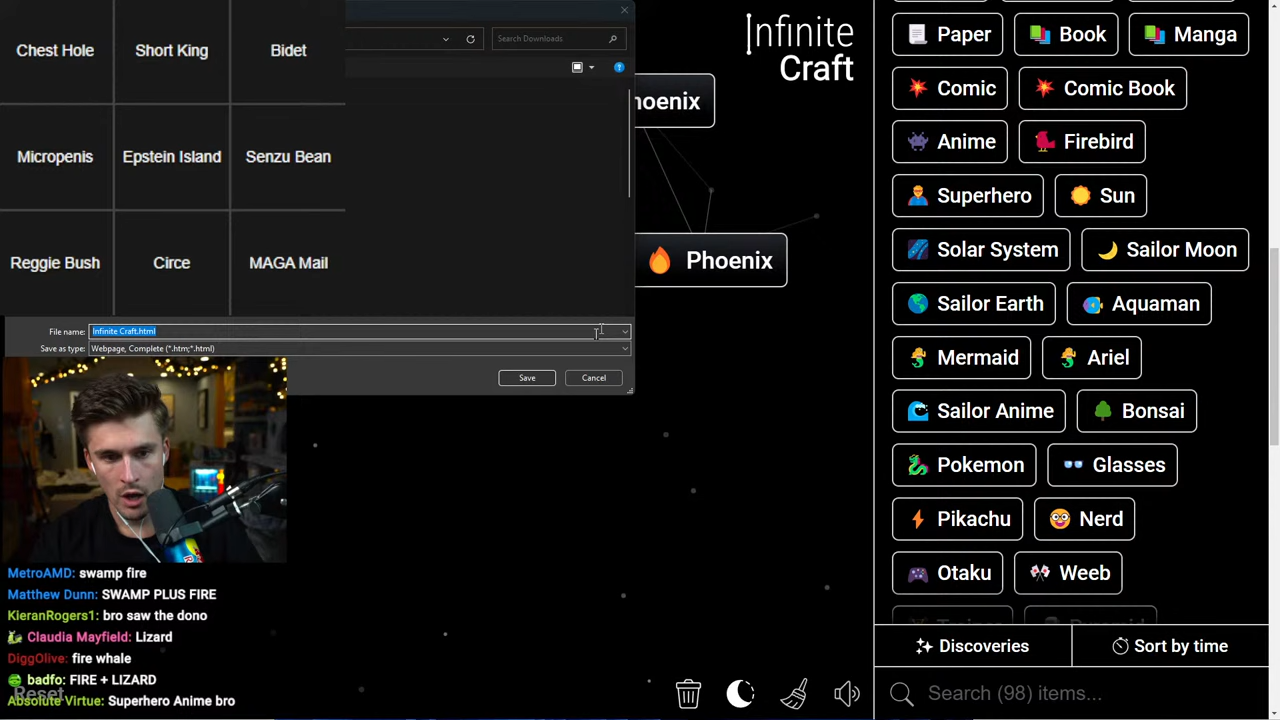 Chest Hole
Short King
Bidet
Micropenis
Epstein Island
Senzu Bean
Reggie Bush
Circe
MAGA Mail
Search Downloads
File name:
Infinite Craft.html
Save as type:
Webpage, Complete (*.htm;*.html)
Save
Cancel
Infinite
Craft
hoenix
Phoenix
Paper
Book
Manga
Comic
Comic Book
Anime
Firebird
Superhero
Sun
Solar System
Sailor Moon
Sailor Earth
Aquaman
Mermaid
Ariel
Sailor Anime
Bonsai
Pokemon
Glasses
Pikachu
Nerd
Otaku
Weeb
Discoveries
Sort by time
Search (98) items...
MetroAMD: swamp fire
Matthew Dunn: SWAMP PLUS FIRE
KieranRogers1: bro saw the dono
Claudia Mayfield: Lizard
DiggOlive: fire whale
badfo: FIRE + LIZARD
Reset
Absolute Virtue: Superhero Anime bro